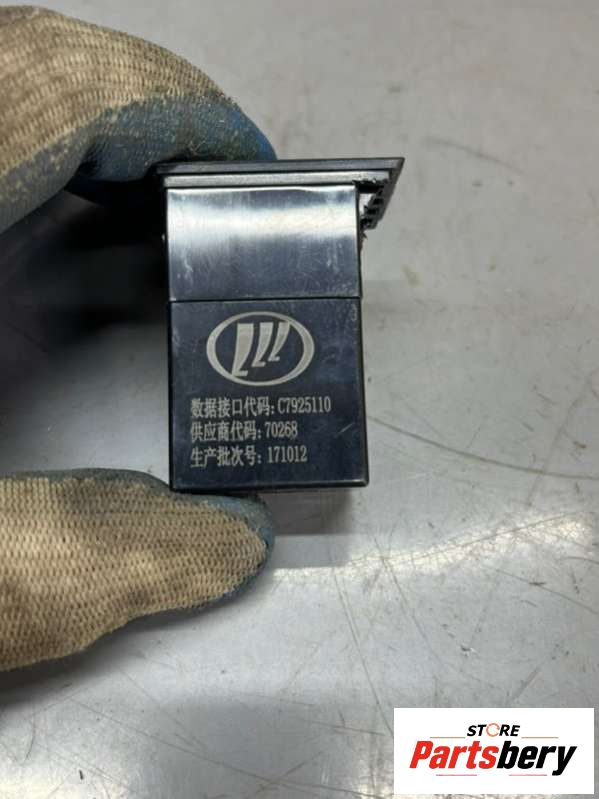 数据接口代码: C7925110
供应商代码: 70268
生产批次号: 171012
STORE
Partsbery